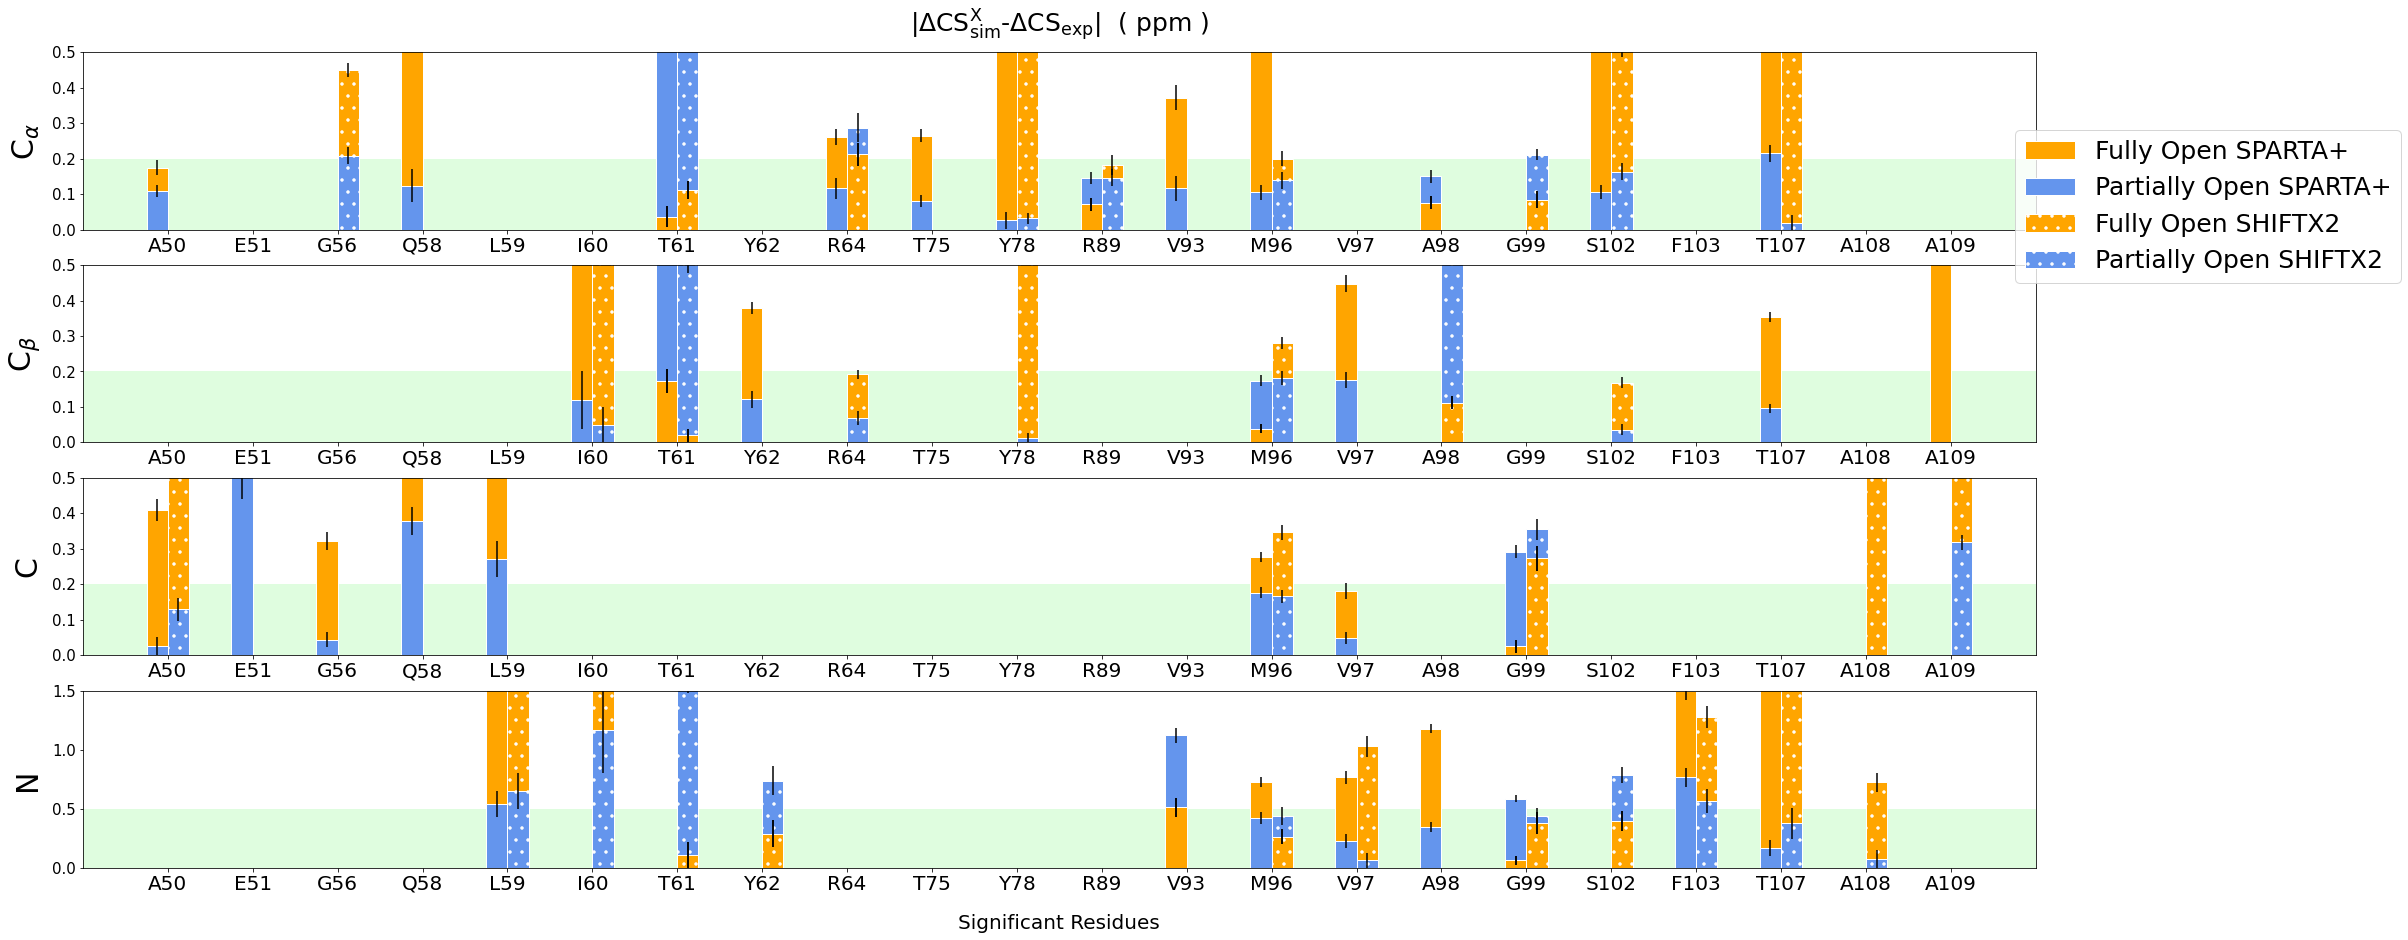 |ΔCS^X_sim-ΔCS_exp| ( ppm )
0.5
0.4
0.3
0.2
0.1
0.0
C_α
A50 E51 G56 Q58 L59 I60 T61 Y62 R64 T75 Y78 R89 V93 M96 V97 A98 G99 S102 F103 T107 A108 A109
Fully Open SPARTA+
Partially Open SPARTA+
Fully Open SHIFTX2
Partially Open SHIFTX2
0.5
0.4
0.3
0.2
0.1
0.0
C_β
A50 E51 G56 Q58 L59 I60 T61 Y62 R64 T75 Y78 R89 V93 M96 V97 A98 G99 S102 F103 T107 A108 A109
0.5
0.4
0.3
0.2
0.1
0.0
C
A50 E51 G56 Q58 L59 I60 T61 Y62 R64 T75 Y78 R89 V93 M96 V97 A98 G99 S102 F103 T107 A108 A109
1.5
1.0
0.5
0.0
N
A50 E51 G56 Q58 L59 I60 T61 Y62 R64 T75 Y78 R89 V93 M96 V97 A98 G99 S102 F103 T107 A108 A109
Significant Residues